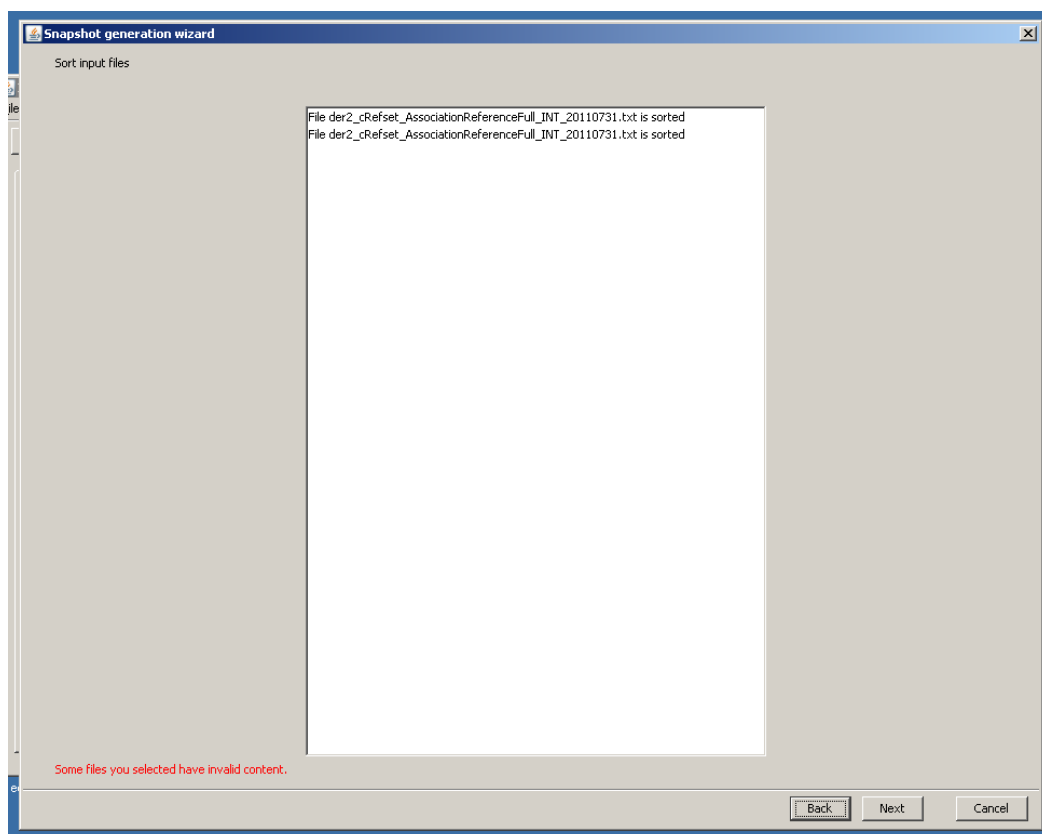 Snapshot generation wizard
Sort input files
ile
File der2_cRefset_AssociationReferenceFull_INT_20110731.txt is sorted
File der2_cRefset_AssociationReferenceFull_INT_20110731.txt is sorted
Some files you selected have invalid content.
Back Next Cancel